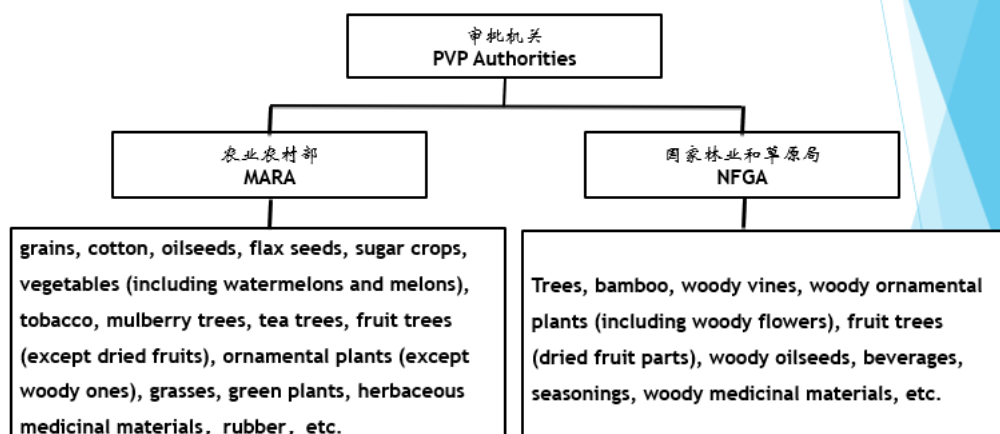 审批机关
PVP Authorities
农业农村部
MARA
国家林业和草原局
NFGA
grains, cotton, oilseeds, flax seeds, sugar crops,
vegetables (including watermelons and melons),
tobacco, mulberry trees, tea trees, fruit trees
(except dried fruits), ornamental plants (except
woody ones), grasses, green plants, herbaceous
medicinal materials, rubber, etc.
Trees, bamboo, woody vines, woody ornamental
plants (including woody flowers), fruit trees
(dried fruit parts), woody oilseeds, beverages,
seasonings, woody medicinal materials, etc.